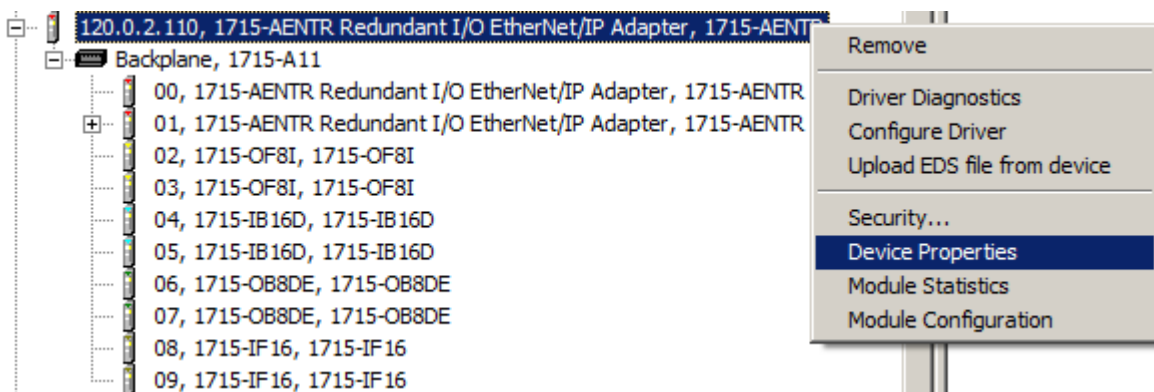 120.0.2.110, 1715-AENTR Redundant I/O EtherNet/IP Adapter, 1715-AENTR
Backplane, 1715-A11
00, 1715-AENTR Redundant I/O EtherNet/IP Adapter, 1715-AENTR
01, 1715-AENTR Redundant I/O EtherNet/IP Adapter, 1715-AENTR
02, 1715-OF8I, 1715-OF8I
03, 1715-OF8I, 1715-OF8I
04, 1715-IB16D, 1715-IB16D
05, 1715-IB16D, 1715-IB16D
06, 1715-OB8DE, 1715-OB8DE
07, 1715-OB8DE, 1715-OB8DE
08, 1715-IF16, 1715-IF16
09, 1715-IF16, 1715-IF16
Remove
Driver Diagnostics
Configure Driver
Upload EDS file from device
Security...
Device Properties
Module Statistics
Module Configuration